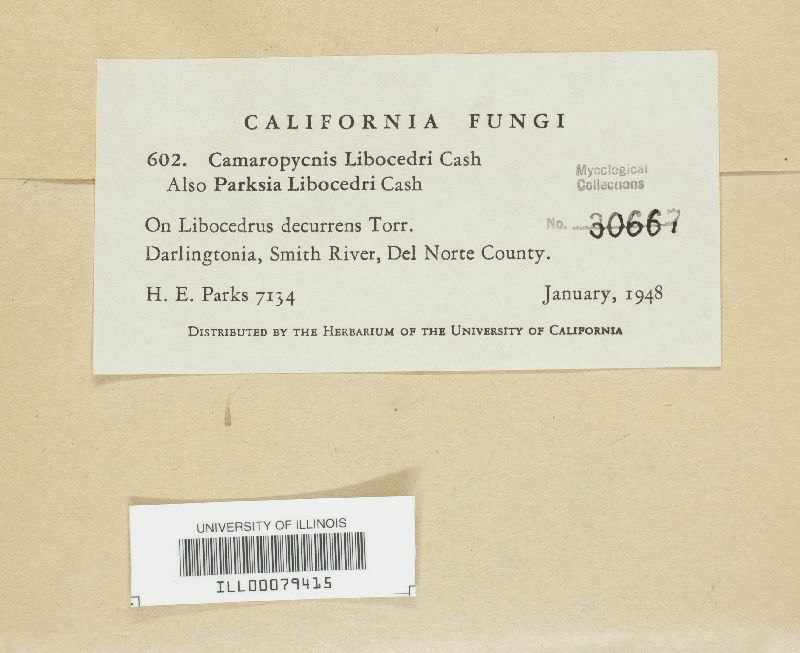 CALIFORNIA FUNGI
602. Camaropycnis Libocedri Cash
Also Parksia Libocedri Cash
Mycological
Collections
On Libocedrus decurrens Torr.
No. 30667
Darlingtonia, Smith River, Del Norte County.
H. E. Parks 7134 January, 1948
DISTRIBUTED BY THE HERBARIUM OF THE UNIVERSITY OF CALIFORNIA
UNIVERSITY OF ILLINOIS
ILL00079415